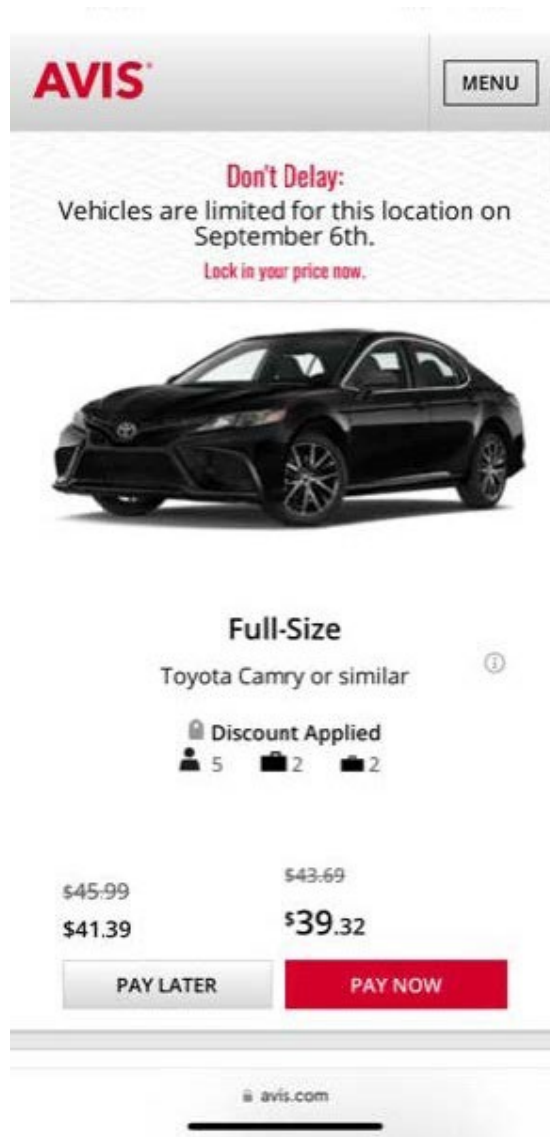 AVIS
MENU
Don't Delay:
Vehicles are limited for this location on
September 6th.
Lock in your price now.
Full-Size
Toyota Camry or similar
Discount Applied
5 2 2
$45.99 $43.69
$41.39 $39.32
PAY LATER PAY NOW
avis.com